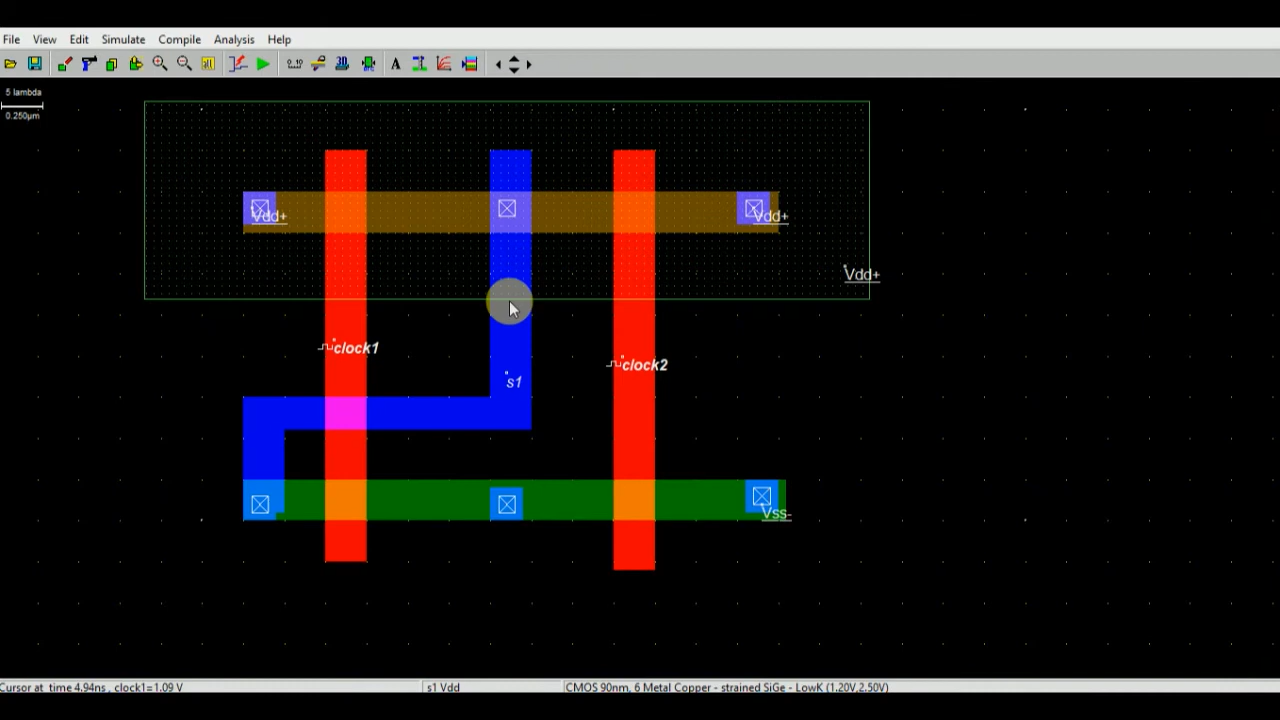 File View Edit Simulate Compile Analysis Help
5 lambda
0.250µm
Vdd+ Vdd+
Vdd+
clock1
clock2
s1
Vss-
Cursor at time 4.94ns , clock1=1.09 V s1 Vdd CMOS 90nm, 6 Metal Copper - strained SiGe - LowK (1.20V,2.50V)